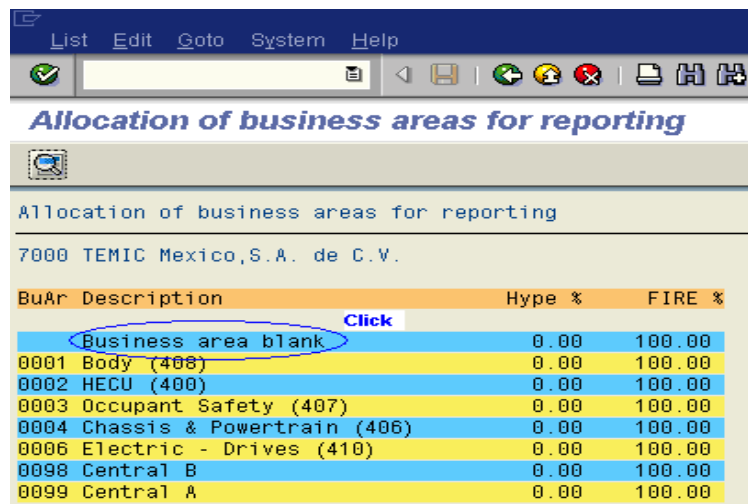 List Edit Goto System Help
Allocation of business areas for reporting
Allocation of business areas for reporting
7000 TEMIC Mexico,S.A. de C.V.
BuAr Description Hype % FIRE %
Click
Business area blank 0.00 100.00
0001 Body (408) 0.00 100.00
0002 HECU (400) 0.00 100.00
0003 Occupant Safety (407) 0.00 100.00
0004 Chassis & Powertrain (406) 0.00 100.00
0006 Electric - Drives (410) 0.00 100.00
0098 Central B 0.00 100.00
0099 Central A 0.00 100.00